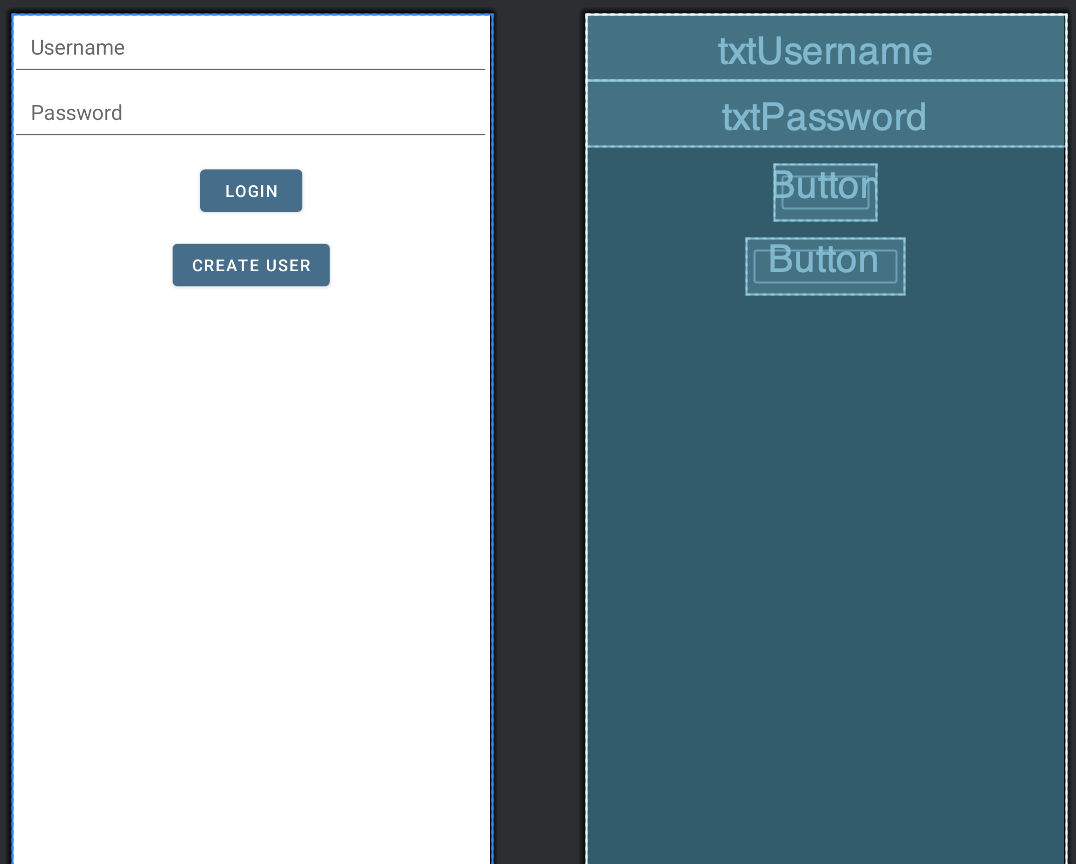 Username
Password
LOGIN
CREATE USER
txtUsername
txtPassword
Button
Button